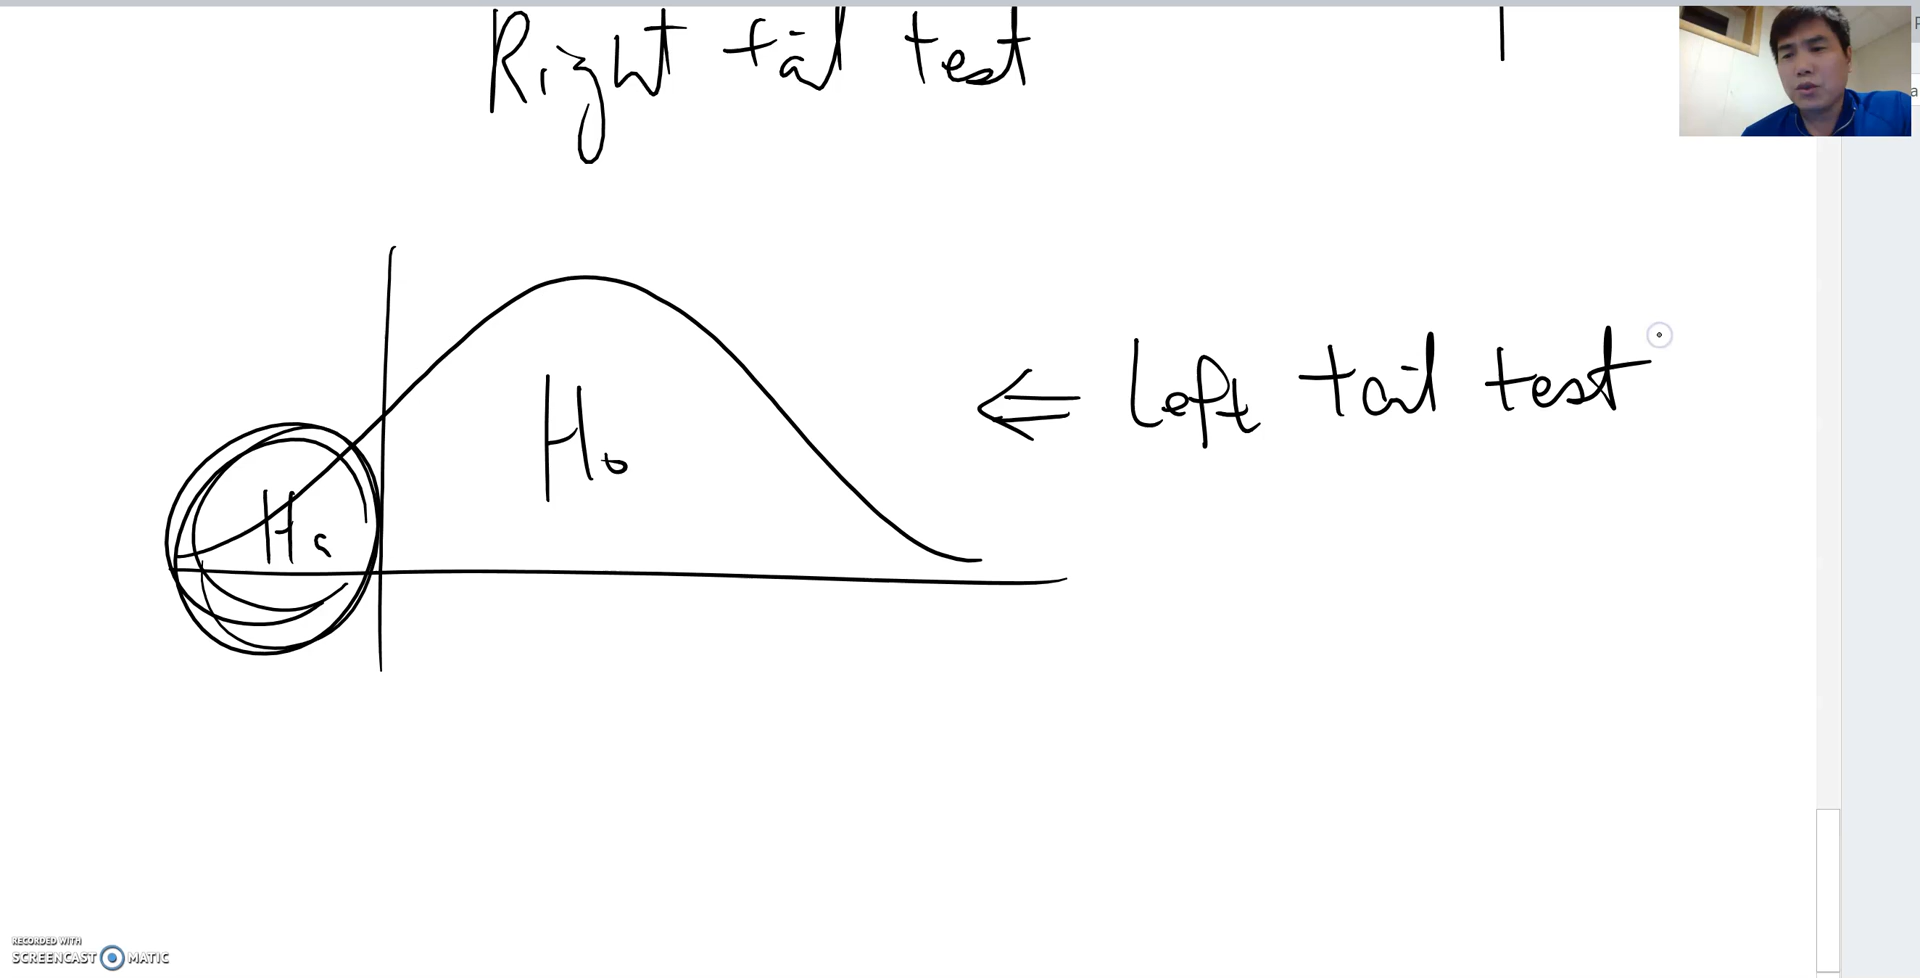 Right tail test
Left tail test
H₀
Hₐ
RECORDED WITH
SCREENCAST MATIC